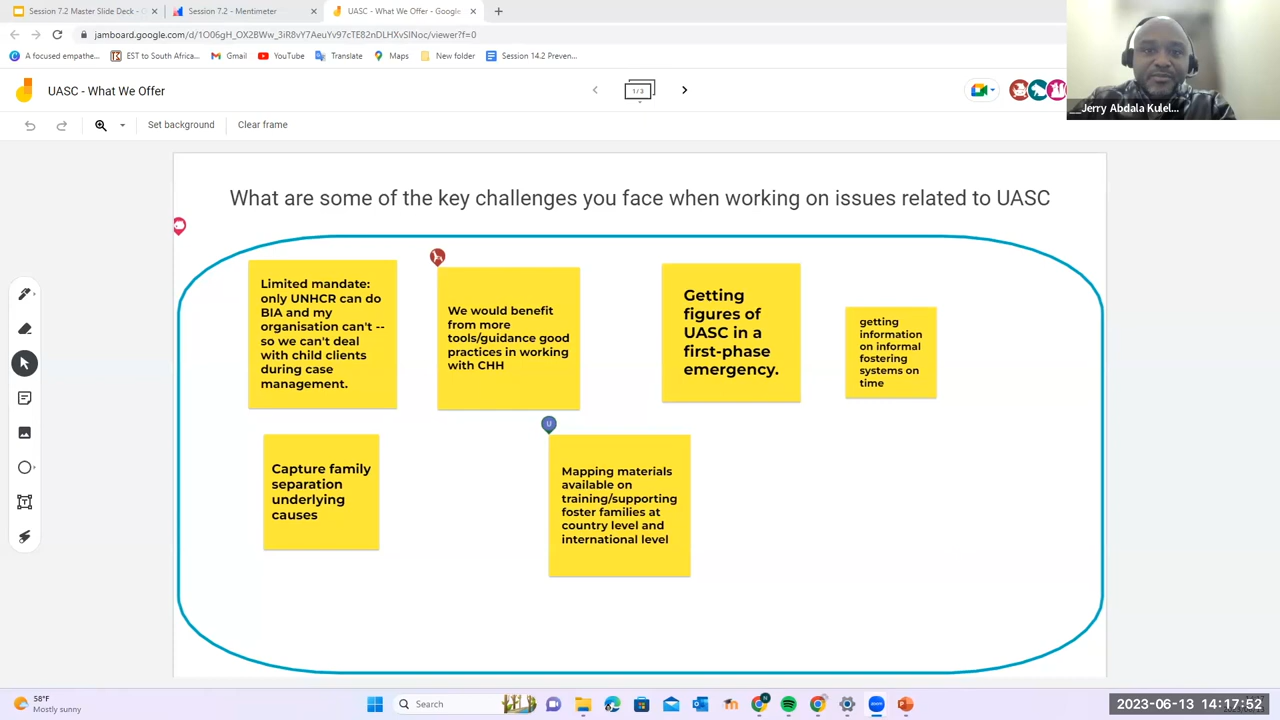 Session 7.2 Master Slide Deck - G
Session 7.2 - Mentimeter
UASC - What We Offer - Google
jamboard.google.com/d/1O06gH_OX2BWw_3iR8vY7AeuYv97cTE82nDLHXvSINoc/viewer?f=0
A focused empathe...
EST to South Africa...
Gmail
YouTube
Translate
Maps
New folder
Session 14.2 Preven...
__Jerry Abdala Kulel...
UASC - What We Offer
1 / 3
Set background
Clear frame
What are some of the key challenges you face when working on issues related to UASC
Limited mandate:
only UNHCR can do
BIA and my
organisation can't --
so we can't deal
with child clients
during case
management.
We would benefit
from more
tools/guidance good
practices in working
with CHH
Getting
figures of
UASC in a
first-phase
emergency.
getting
information
on informal
fostering
systems on
time
Capture family
separation
underlying
causes
U
Mapping materials
available on
training/supporting
foster families at
country level and
international level
58°F
Mostly sunny
Search
2023-06-13 14:17:52